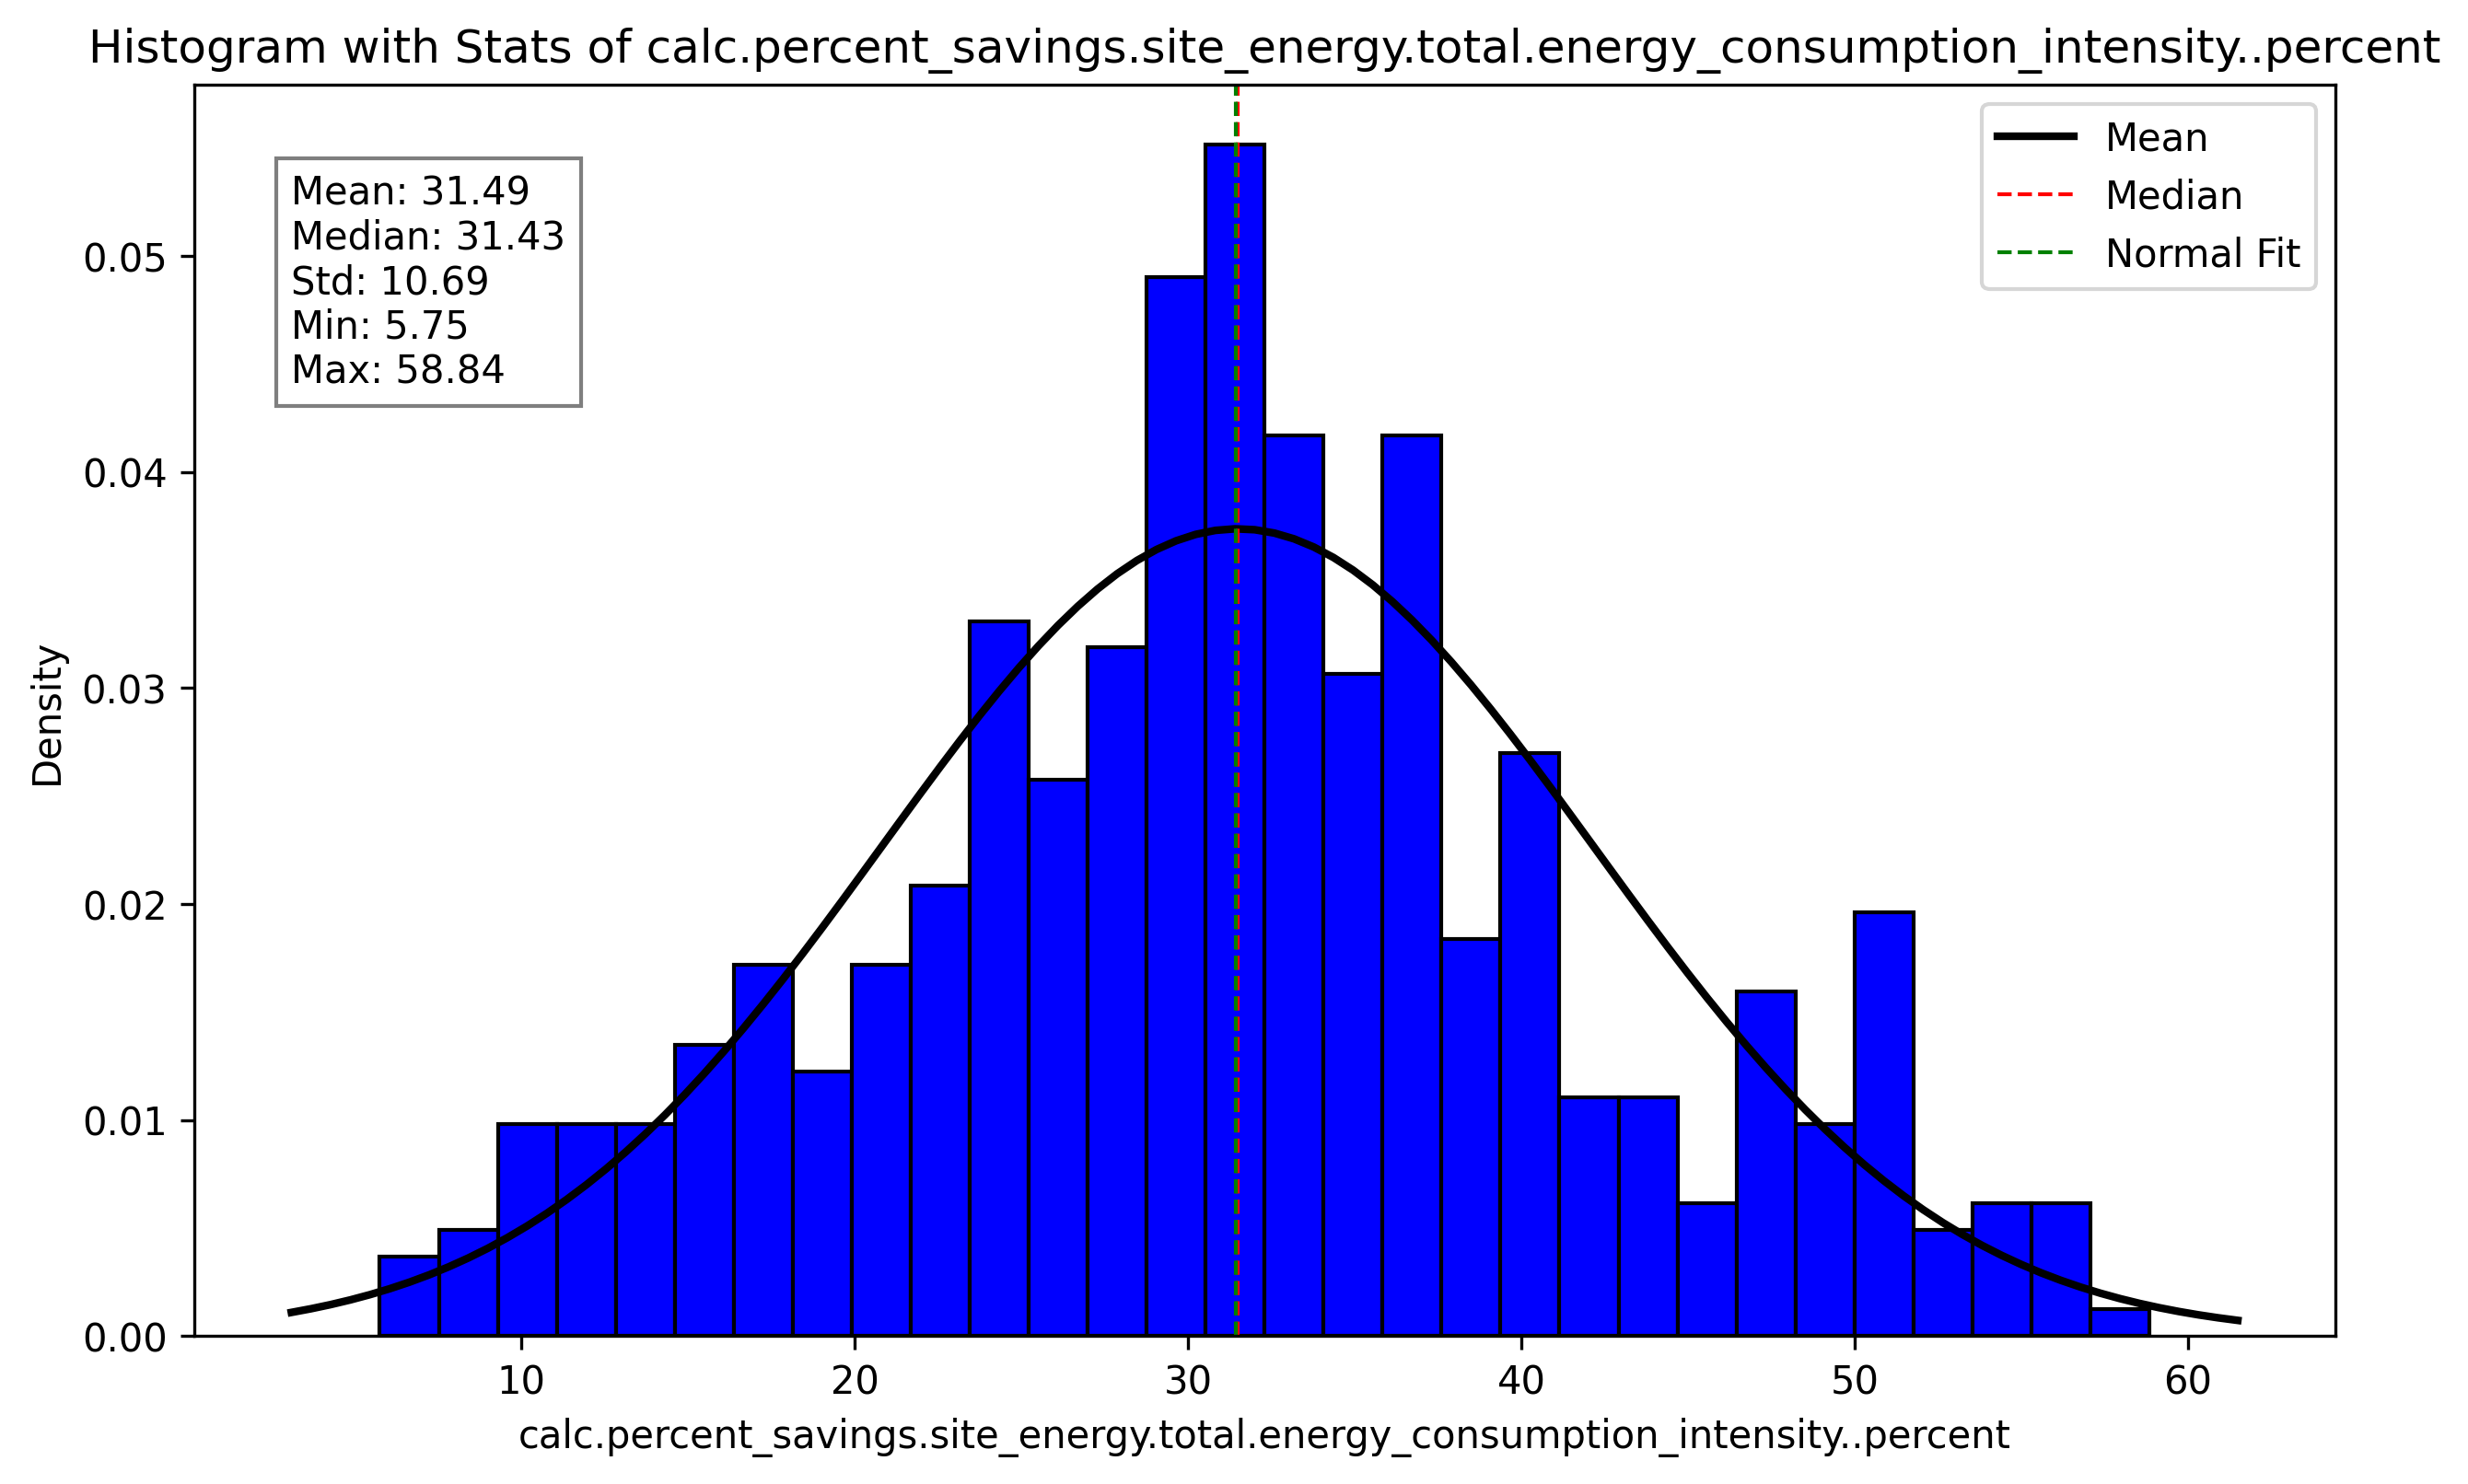 Histogram with Stats of calc.percent_savings.site_energy.total.energy_consumption_intensity..percent
Mean: 31.49
Median: 31.43
Std: 10.69
Min: 5.75
Max: 58.84
Mean
Median
Normal Fit
Density
0.05
0.04
0.03
0.02
0.01
0.00
10 20 30 40 50 60
calc.percent_savings.site_energy.total.energy_consumption_intensity..percent